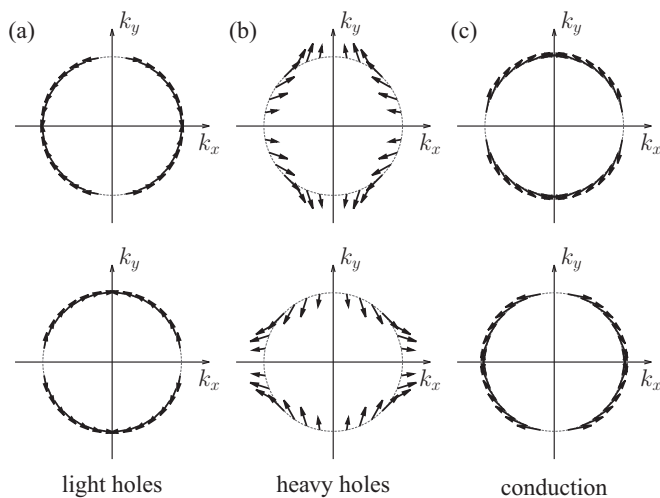 (a) (b) (c)
k_y k_y k_y
k_x k_x k_x
k_y k_y k_y
k_x k_x k_x
light holes heavy holes conduction